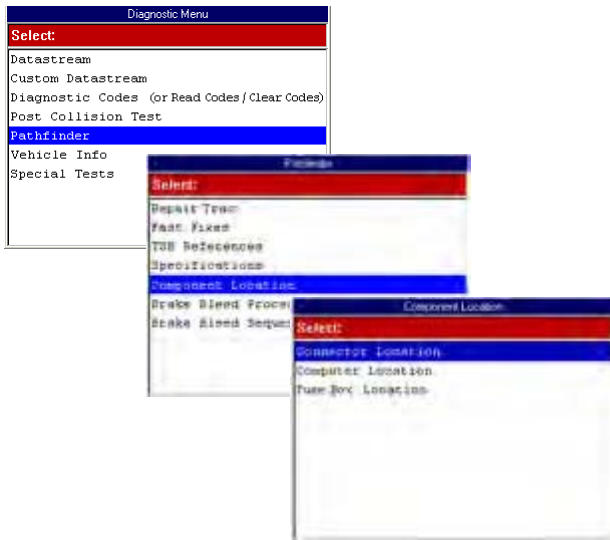 Diagnostic Menu
Select:
Datastream
Custom Datastream
Diagnostic Codes (or Read Codes / Clear Codes)
Post Collision Test
Pathfinder
Vehicle Info
Special Tests
Pathfinder
Select:
Repair Trac
Fast Fixes
TSB References
Specifications
Component Location
Brake Bleed
Brake Bleed
Component Location
Select:
Connector Location
Computer Location
Fuse Box Location